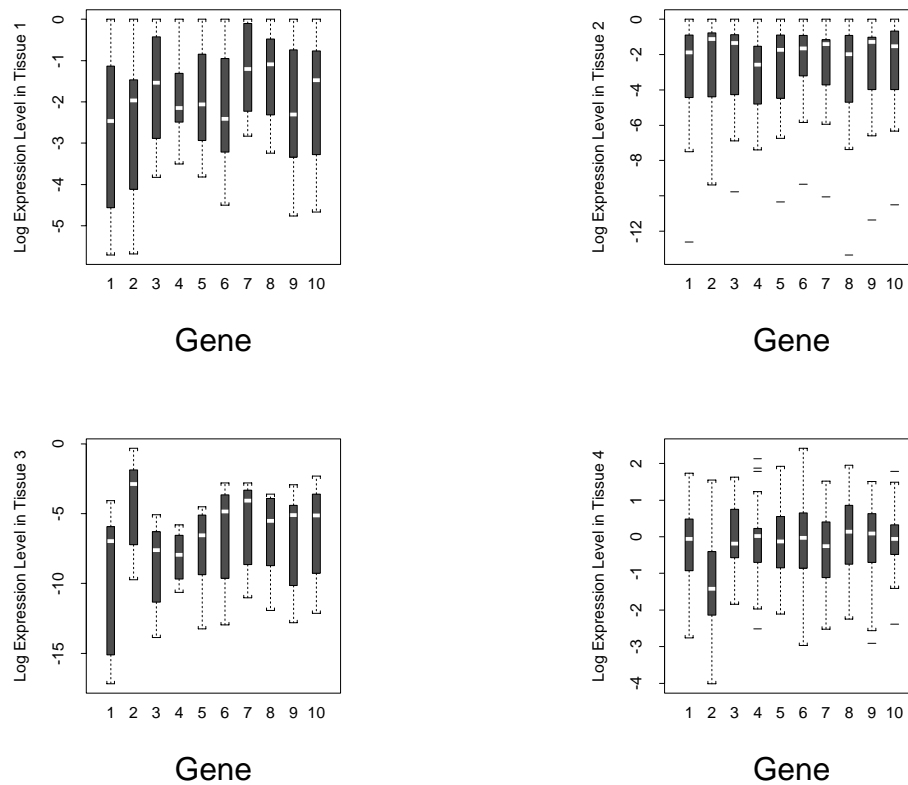 Log Expression Level in Tissue 1
0
-1
-2
-3
-5
1 2 3 4 5 6 7 8 9 10
Gene
Log Expression Level in Tissue 2
0
-2
-4
-6
-8
-12
1 2 3 4 5 6 7 8 9 10
Gene
Log Expression Level in Tissue 3
0
-5
-10
-15
1 2 3 4 5 6 7 8 9 10
Gene
Log Expression Level in Tissue 4
2
1
0
-1
-2
-3
-4
1 2 3 4 5 6 7 8 9 10
Gene